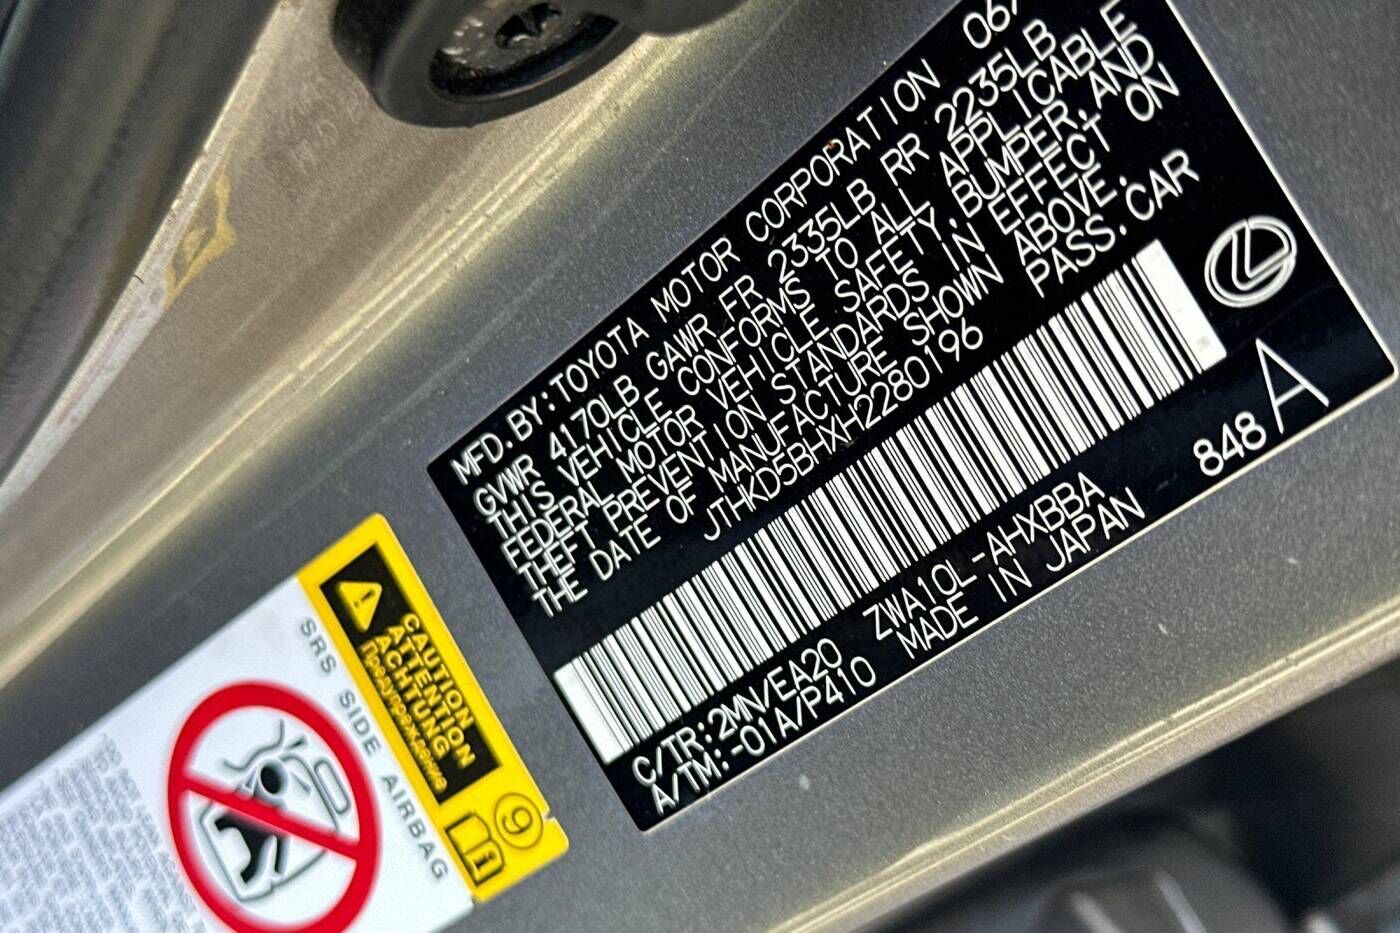 MFD.BY:TOYOTA MOTOR CORPORATION 06/
GVWR 4170LB GAWR FR 2335LB RR 2235LB
THIS VEHICLE CONFORMS TO ALL APPLICABLE
FEDERAL MOTOR VEHICLE SAFETY,BUMPER,AND
THEFT PREVENTION STANDARDS IN EFFECT ON
THE DATE OF MANUFACTURE SHOWN ABOVE.
JTHKD5BHXH2280196 PASS.CAR
848 A
C/TR:2MN/EA20 ZWA10L-AHXBBA
A/TM:-01A/P410 MADE IN JAPAN
CAUTION
ATTENTION
ACHTUNG
Предупреждение
9
i
SRS SIDE AIRBAG